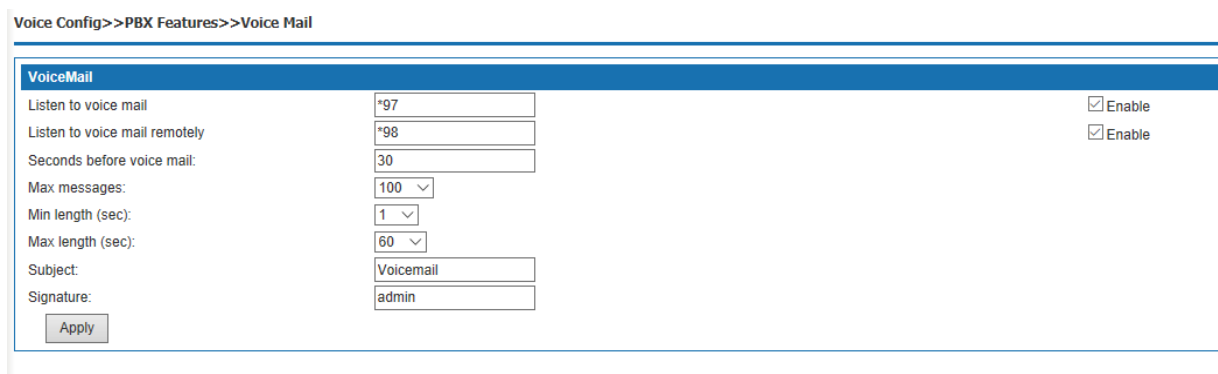 Voice Config>>PBX Features>>Voice Mail
VoiceMail
Listen to voice mail *97 Enable
Listen to voice mail remotely *98 Enable
Seconds before voice mail: 30
Max messages: 100
Min length (sec): 1
Max length (sec): 60
Subject: Voicemail
Signature: admin
Apply